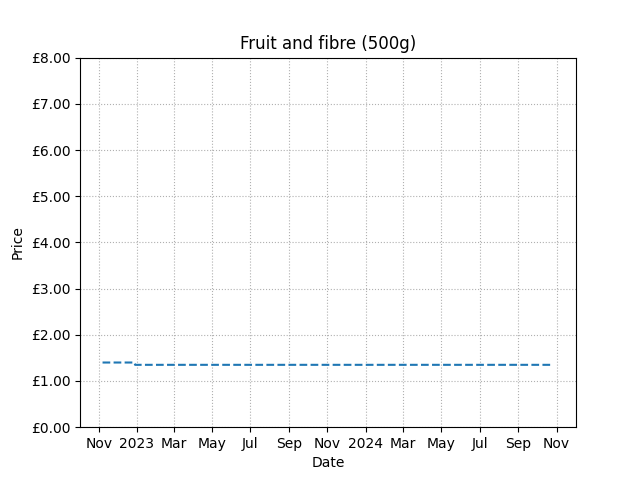 Fruit and fibre (500g)
£8.00
£7.00
£6.00
£5.00
£4.00
£3.00
£2.00
£1.00
£0.00
Price
Nov 2023 Mar May Jul Sep Nov 2024 Mar May Jul Sep Nov
Date